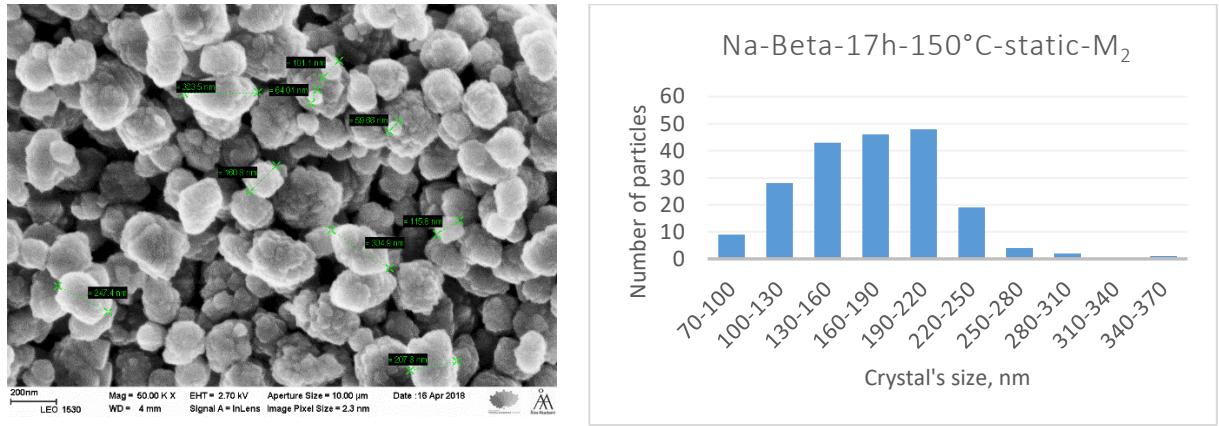 = 101.1 nm
= 323.5 nm
= 64.01 nm
= 59.68 nm
= 160.8 nm
= 115.8 nm
= 304.9 nm
= 247.4 nm
= 207.8 nm
200nm
LEO 1530
Mag = 50.00 K X
EHT = 2.70 kV
Aperture Size = 10.00 µm
Date :16 Apr 2018
WD = 4 mm
Signal A = InLens
Image Pixel Size = 2.3 nm
Na-Beta-17h-150°C-static-M₂
Number of particles
60
50
40
30
20
10
0
70-100
100-130
130-160
160-190
190-220
220-250
250-280
280-310
310-340
340-370
Crystal's size, nm